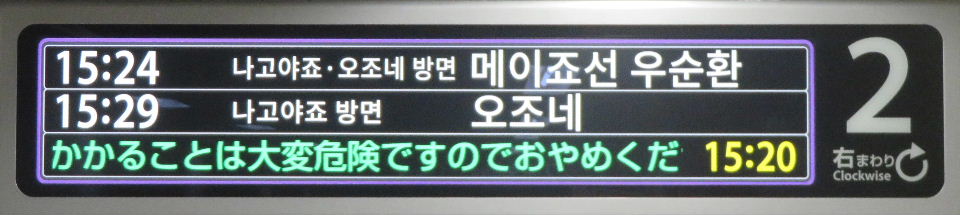 15:24 나고야죠·오조네 방면 메이죠선 우순환
15:29 나고야죠 방면 오조네
かかることは大変危険ですのでおやめくだ 15:20
2
右まわり
Clockwise